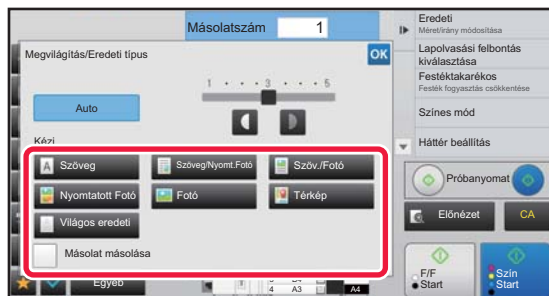 Másolatszám 1
Megvilágítás/Eredeti típus
OK
1 3 5
Auto
Kézi
A Szöveg
Szöveg/Nyomt.Fotó
Szöv./Fotó
Nyomtatott Fotó
Fotó
Térkép
Világos eredeti
Másolat másolása
Egyéb
4 A3
A4
Eredeti
Méret/irány módosítása
Lapolvasási felbontás
kiválasztása
Festéktakarékos
Festék fogyasztás csökkentése
Színes mód
Háttér beállítás
Próbanyomat
Előnézet
CA
F/F
Start
Szín
Start